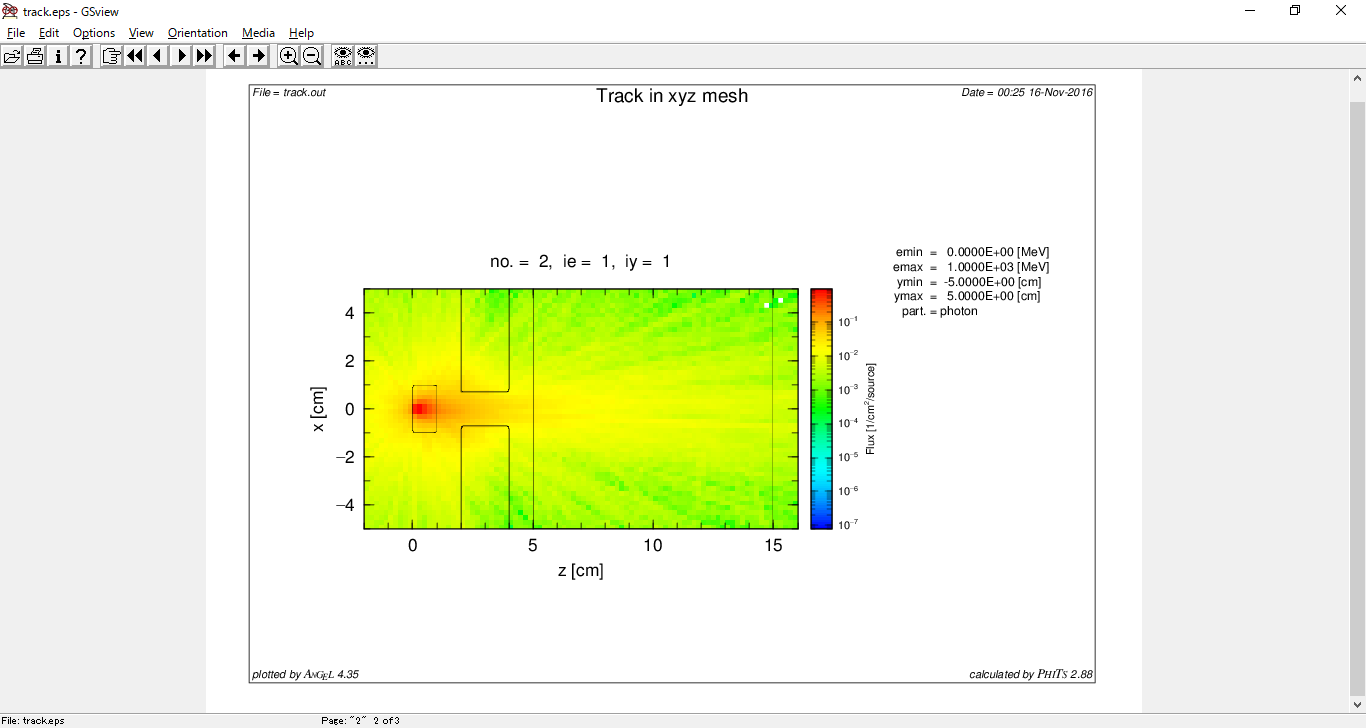 track.eps - GSview
File Edit Options View Orientation Media Help
ABC
File = track.out
Track in xyz mesh
Date = 00:25 16-Nov-2016
no. = 2, ie = 1, iy = 1
emin = 0.0000E+00 [MeV]
emax = 1.0000E+03 [MeV]
ymin = -5.0000E+00 [cm]
ymax = 5.0000E+00 [cm]
part. = photon
4
2
0
−2
−4
x [cm]
0 5 10 15
z [cm]
10⁻¹
10⁻²
10⁻³
10⁻⁴
10⁻⁵
10⁻⁶
10⁻⁷
Flux [1/cm²/source]
plotted by ANGEL 4.35
calculated by PHITS 2.88
File: track.eps Page: "2" 2 of 3